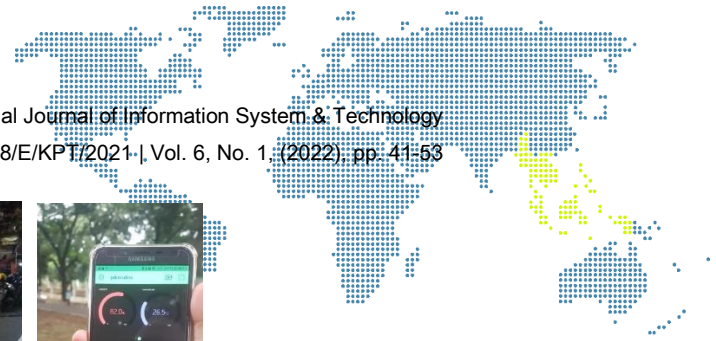 al Journal of Information System & Technology
8/E/KPT/2021 | Vol. 6, No. 1, (2022), pp. 41-53
SAMSUNG
82.0
26.5